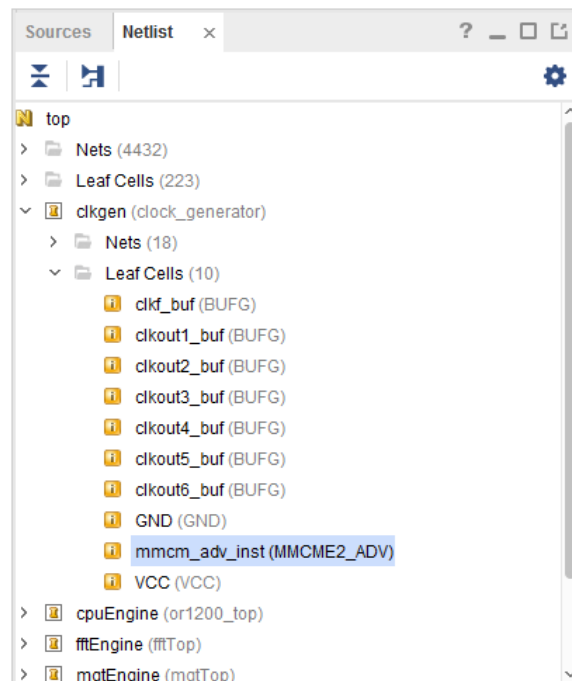 Sources Netlist
top
Nets (4432)
Leaf Cells (223)
clkgen (clock_generator)
Nets (18)
Leaf Cells (10)
clkf_buf (BUFG)
clkout1_buf (BUFG)
clkout2_buf (BUFG)
clkout3_buf (BUFG)
clkout4_buf (BUFG)
clkout5_buf (BUFG)
clkout6_buf (BUFG)
GND (GND)
mmcm_adv_inst (MMCME2_ADV)
VCC (VCC)
cpuEngine (or1200_top)
fftEngine (fftTop)
mgtEngine (mgtTop)